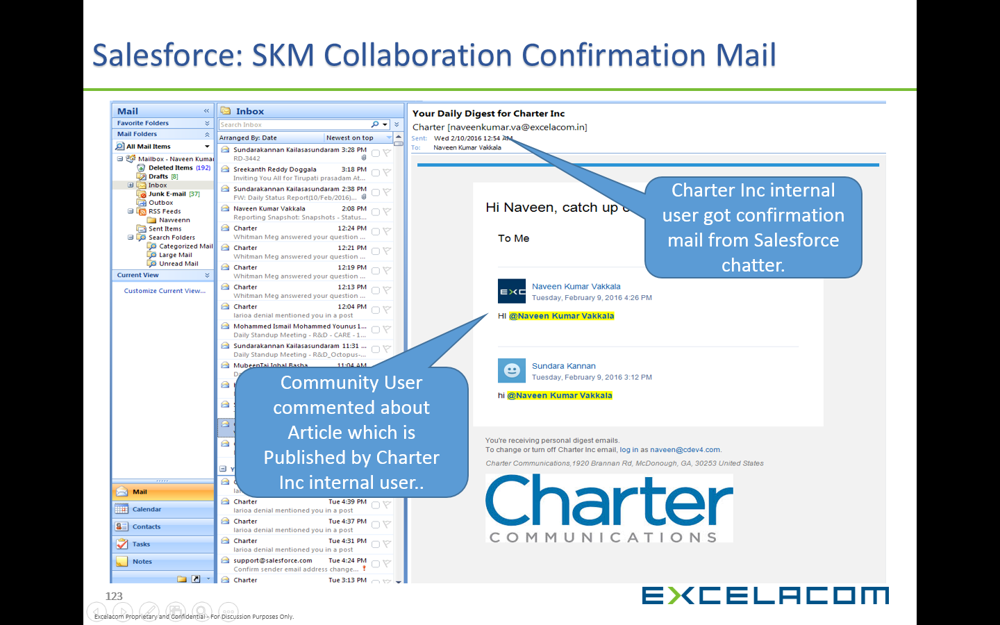 Salesforce: SKM Collaboration Confirmation Mail
Mail
Favorite Folders
Mail Folders
All Mail Items
Mailbox - Naveen Kumar
Deleted Items (192)
Drafts [8]
Inbox
Junk E-mail [37]
Outbox
RSS Feeds
Navveenn
Sent Items
Search Folders
Categorized Mail
Large Mail
Unread Mail
Current View
Customize Current View...
Mail
Calendar
Contacts
Tasks
Notes
Inbox
Search Inbox
Arranged By: Date Newest on top
Sundarakannan Kailasasundaram 3:28 PM
RD-3442
Sreekanth Reddy Doggala 3:18 PM
Inviting You All for Tirupati prasadam At...
Sundarakannan Kailasasundaram 2:38 PM
FW: Daily Status Report(10/Feb/2016)...
Naveen Kumar Vakkala 2:08 PM
Reporting Snapshot: Snapshots - Status...
Charter 12:24 PM
Whitman Meg answered your question ...
Charter 12:21 PM
Whitman Meg answered your question ...
Charter 12:19 PM
Whitman Meg answered your question ...
Charter 12:13 PM
Whitman Meg answered your question ...
Charter 12:04 PM
larioa denial mentioned you in a post
Mohammed Ismail Mohammed Younus 1...
Daily Standup Meeting - R&D - CARE - 1...
Sundarakannan Kailasasundaram 11:31 ...
Daily Standup Meeting - R&D_Octopus-...
MubeenTaj Iqbal Basha 11:04 AM
Charter Tue 4:39 PM
larioa denial mentioned you in a post
Charter Tue 4:37 PM
larioa denial mentioned you in a post
Charter Tue 4:31 PM
larioa denial mentioned you in a post
support@salesforce.com Tue 4:24 PM
Confirm sender email address change...
Charter Tue 3:13 PM
Your Daily Digest for Charter Inc
Charter [naveenkumar.va@excelacom.in]
Sent: Wed 2/10/2016 12:54 AM
To: Naveen Kumar Vakkala
Charter Inc internal
user got confirmation
mail from Salesforce
chatter.
Hi Naveen, catch up
To Me
EXC
Naveen Kumar Vakkala
Tuesday, February 9, 2016 4:26 PM
HI @Naveen Kumar Vakkala
Sundara Kannan
Tuesday, February 9, 2016 3:12 PM
hi @Naveen Kumar Vakkala
Community User
commented about
Article which is
Published by Charter
Inc internal user..
You're receiving personal digest emails.
To change or turn off Charter Inc email, log in as naveen@cdev4.com.
Charter Communications,1920 Brannan Rd, McDonough, GA, 30253 United States
Charter
COMMUNICATIONS
123
EXCELACOM
Excelacom Proprietary and Confidential - For Discussion Purposes Only.